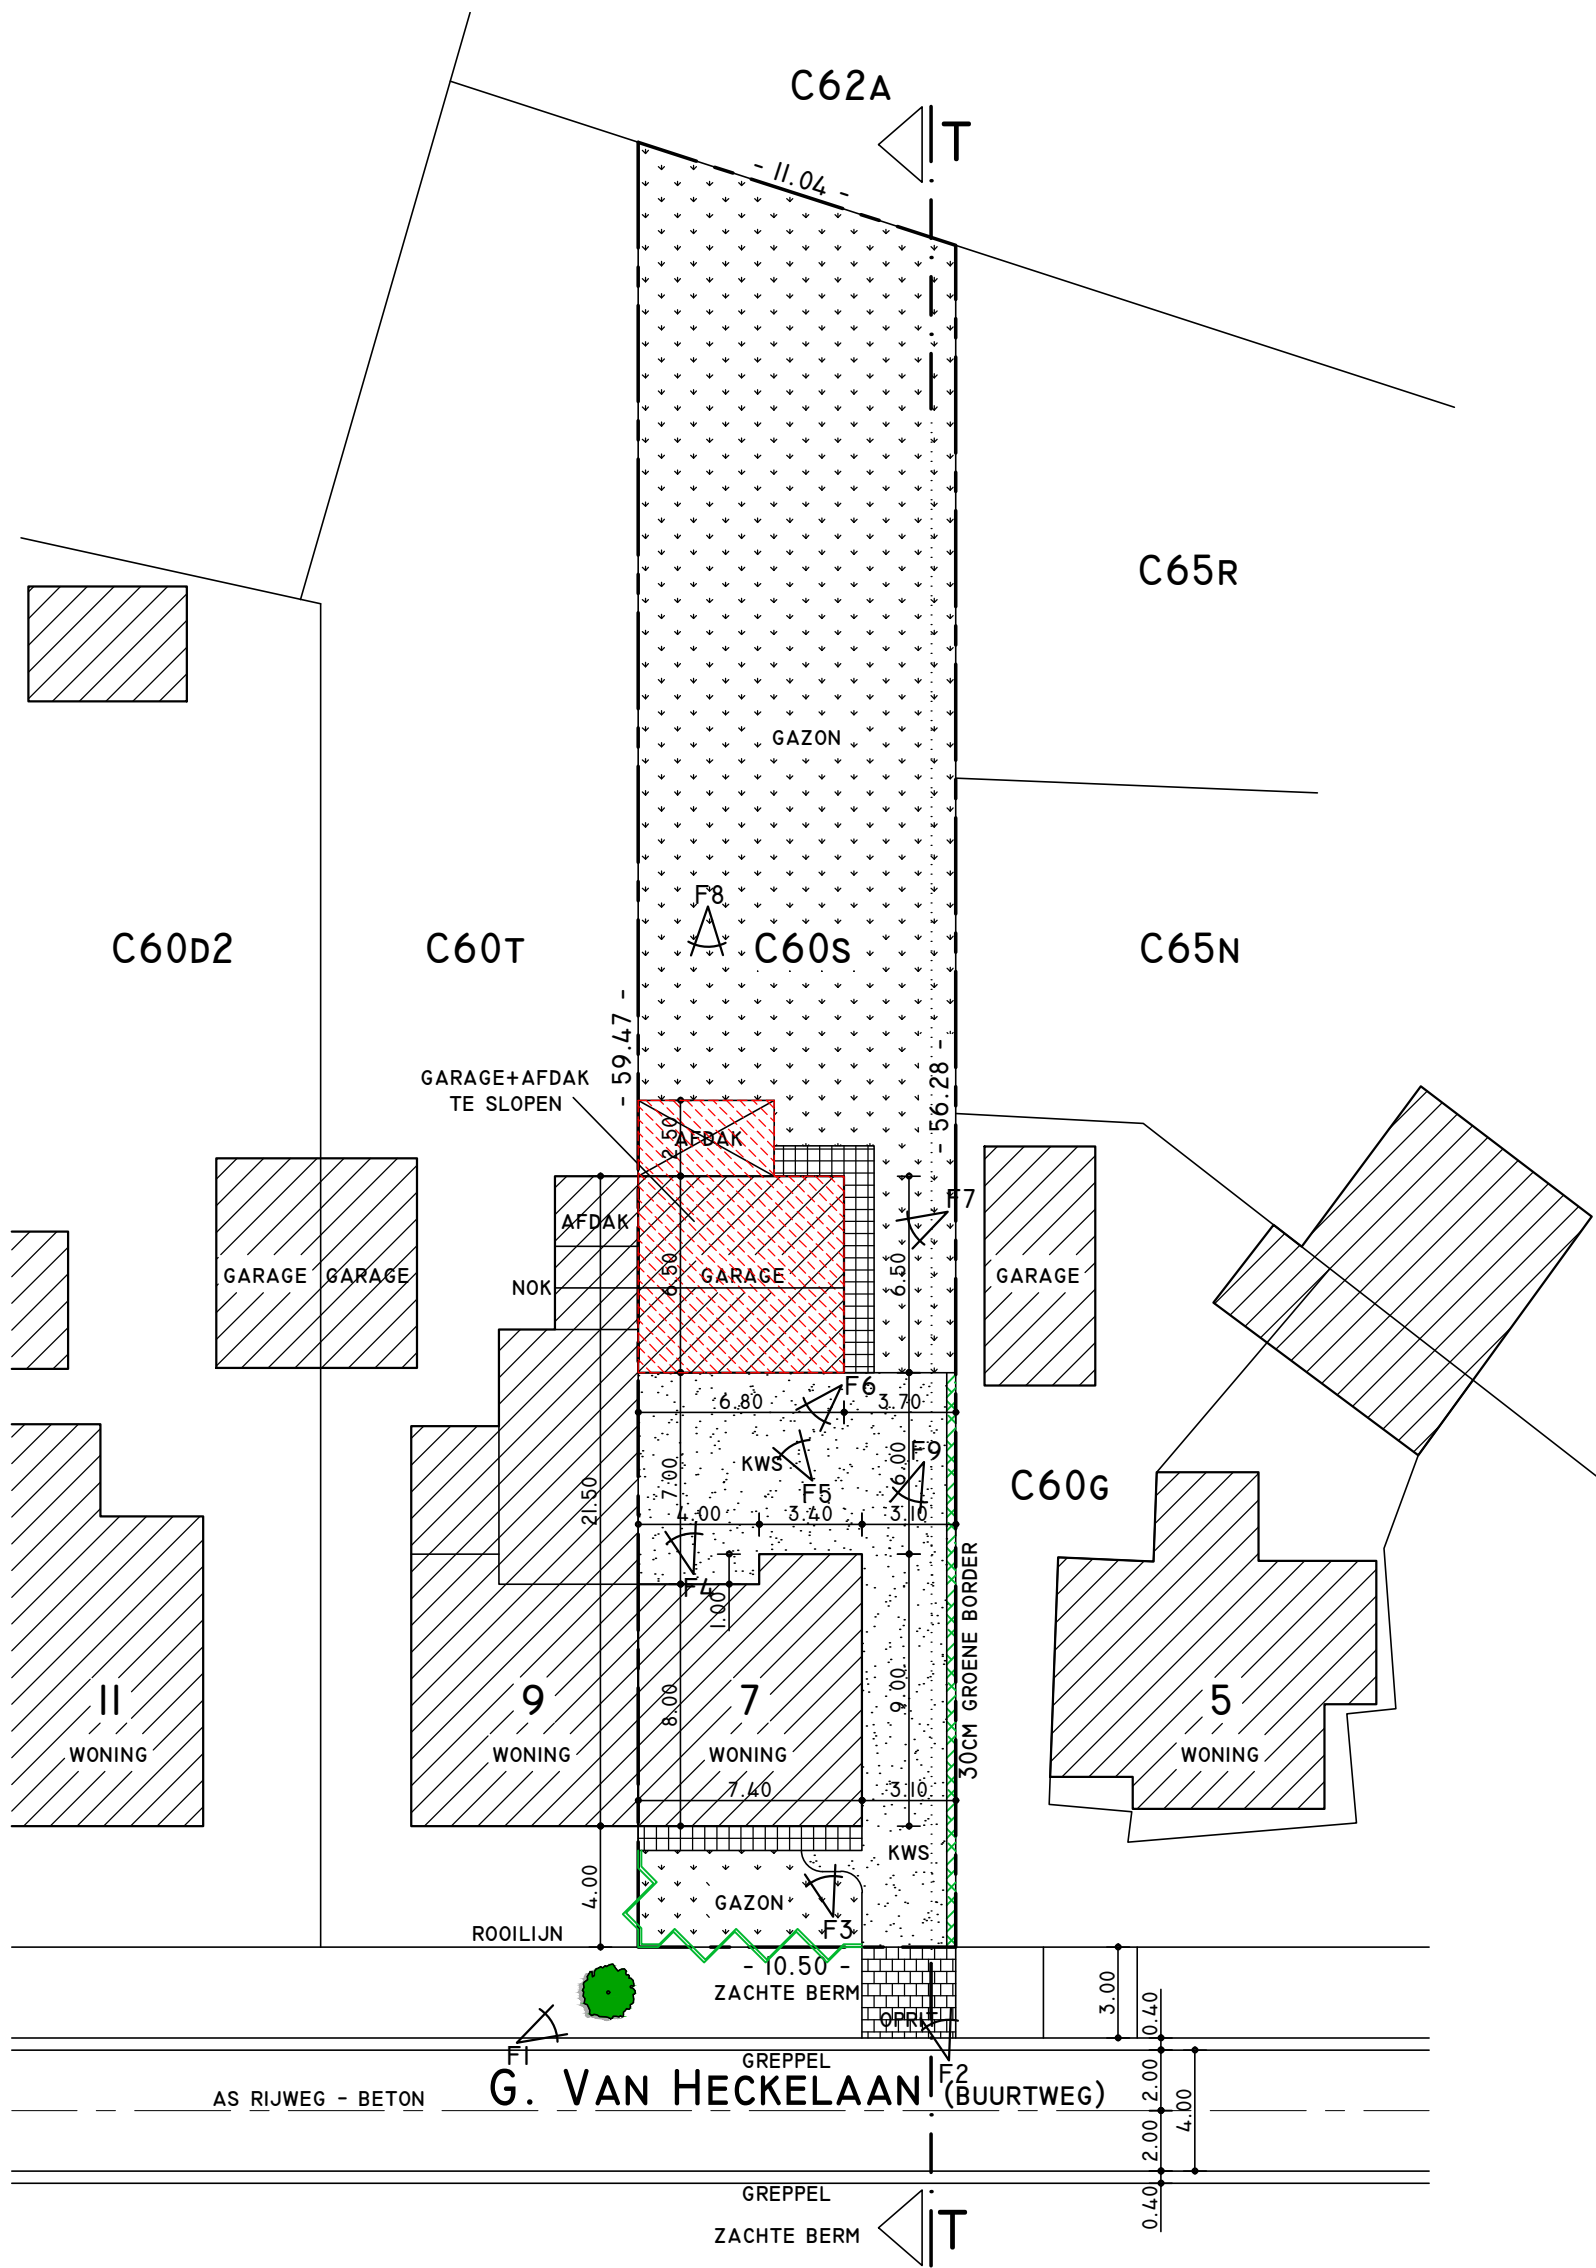 C62A
T
- 11.04 -
C65R
GAZON
F8
C60D2
C60T
C60S
C65N
- 59.47 -
- 56.28 -
GARAGE+AFDAK
TE SLOPEN
2.50
AFDAK
F7
AFDAK
GARAGE
GARAGE
NOK
6.50
GARAGE
6.50
GARAGE
F6
6.80
3.70
KWS
F9
7.00
6.00
F5
C60G
21.50
4.00
3.40
3.10
F4
1.00
30CM GROENE BORDER
11
WONING
9
WONING
8.00
7
WONING
9.00
5
WONING
7.40
3.10
KWS
4.00
GAZON
F3
ROOILIJN
- 10.50 -
ZACHTE BERM
OPRIT
3.00
0.40
F1
GREPPEL
F2
AS RIJWEG - BETON
G. VAN HECKELAAN (BUURTWEG)
2.00
4.00
2.00
GREPPEL
0.40
ZACHTE BERM
T